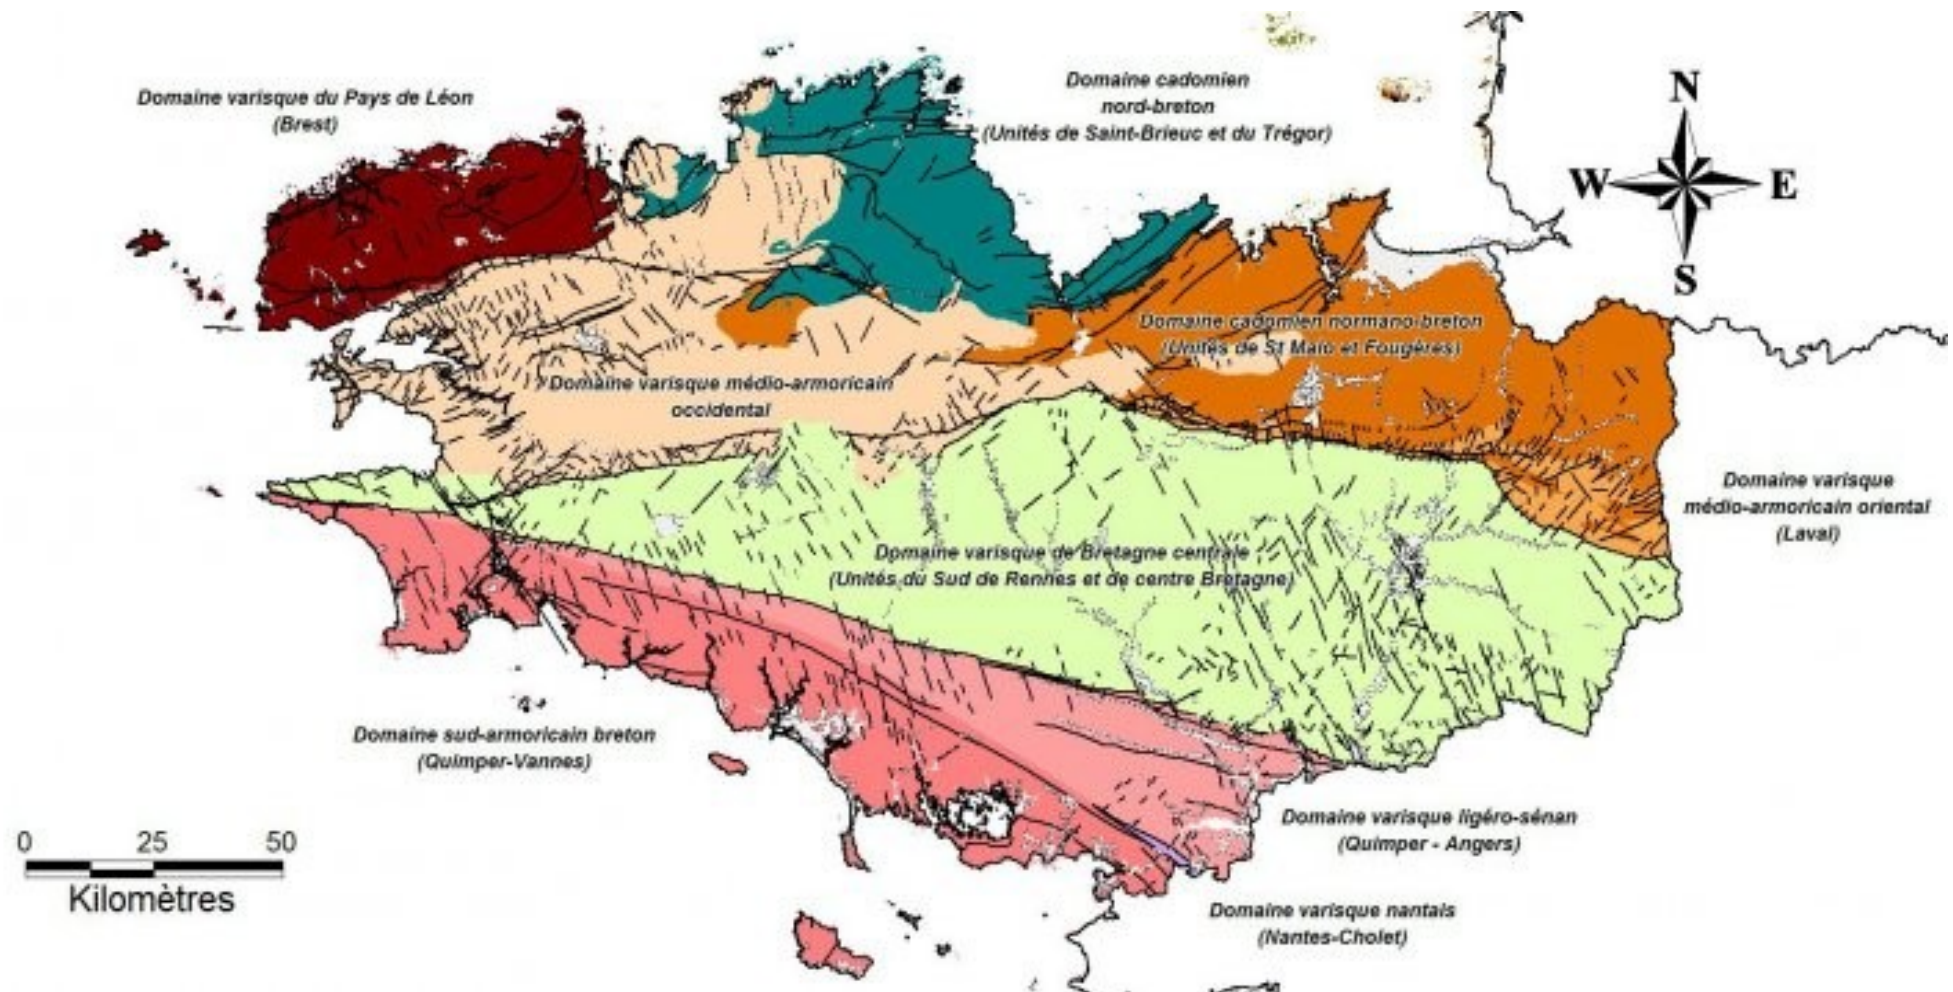 Domaine varisque du Pays de Léon
(Brest)
Domaine cadomien
nord-breton
(Unités de Saint-Brieuc et du Trégor)
N
W
E
S
Domaine cadomien normano-breton
(Unités de St Malo et Fougères)
Domaine varisque médio-armoricain
occidental
Domaine varisque
médio-armoricain oriental
(Laval)
Domaine varisque de Bretagne centrale
(Unités du Sud de Rennes et de centre Bretagne)
Domaine sud-armoricain breton
(Quimper-Vannes)
Domaine varisque ligéro-sénan
(Quimper - Angers)
Domaine varisque nantais
(Nantes-Cholet)
0 25 50
Kilomètres